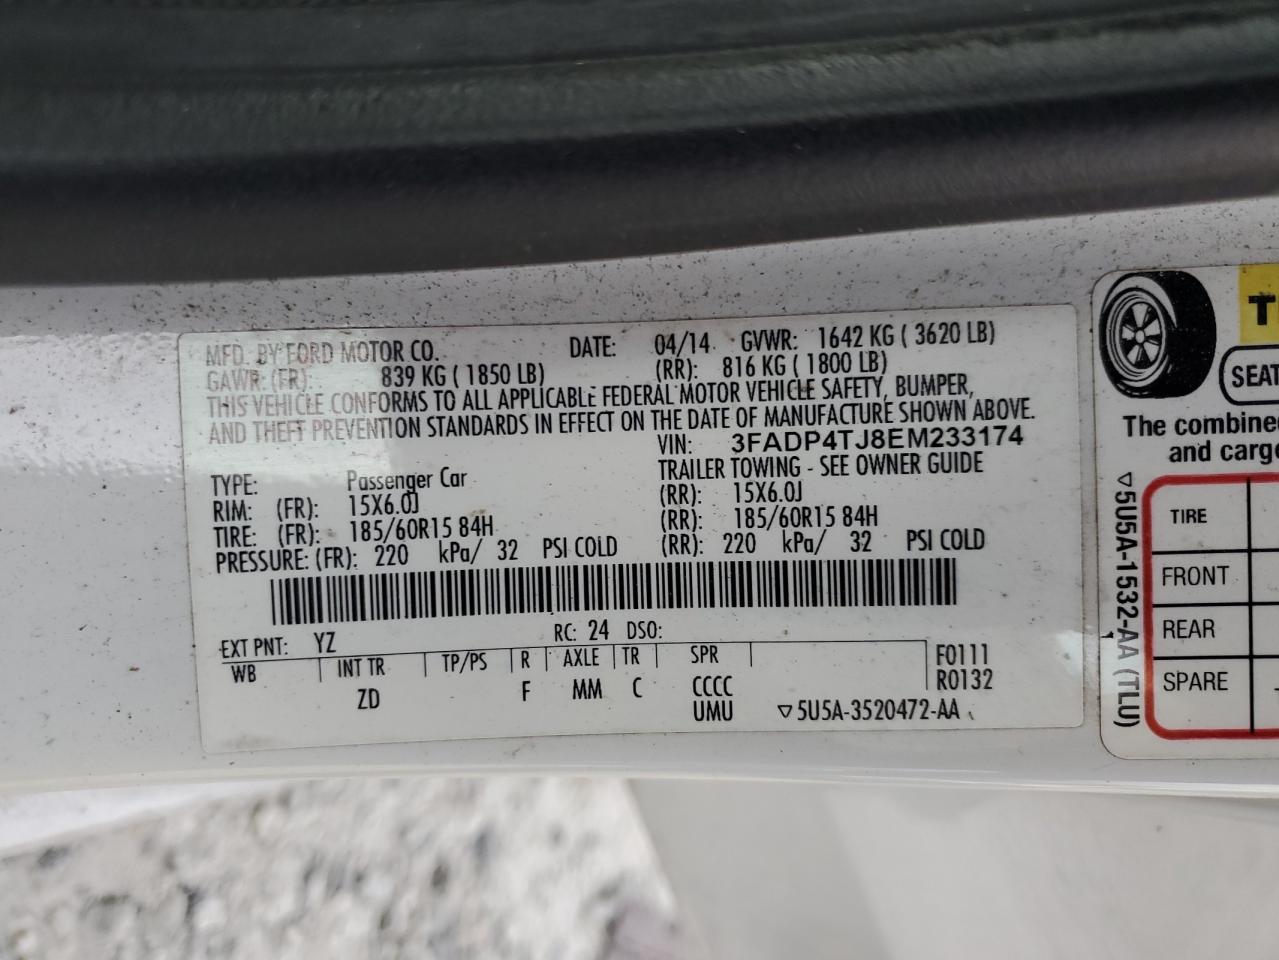 MFD. BY FORD MOTOR CO. DATE: 04/14 GVWR: 1642 KG ( 3620 LB)
GAWR: (FR): 839 KG ( 1850 LB) (RR): 816 KG ( 1800 LB)
THIS VEHICLE CONFORMS TO ALL APPLICABLE FEDERAL MOTOR VEHICLE SAFETY, BUMPER,
AND THEFT PREVENTION STANDARDS IN EFFECT ON THE DATE OF MANUFACTURE SHOWN ABOVE.
VIN: 3FADP4TJ8EM233174
TYPE: Passenger Car TRAILER TOWING - SEE OWNER GUIDE
RIM: (FR): 15X6.0J (RR): 15X6.0J
TIRE: (FR): 185/60R15 84H (RR): 185/60R15 84H
PRESSURE: (FR): 220 kPa/ 32 PSI COLD (RR): 220 kPa/ 32 PSI COLD
EXT PNT: YZ RC: 24 DSO:
WB INT TR TP/PS R AXLE TR SPR F0111
ZD F MM C CCCC R0132
UMU ▽5U5A-3520472-AA
T
SEAT
The combine
and cargo
▽5U5A-1532-AA (TLU)
TIRE
FRONT
REAR
SPARE